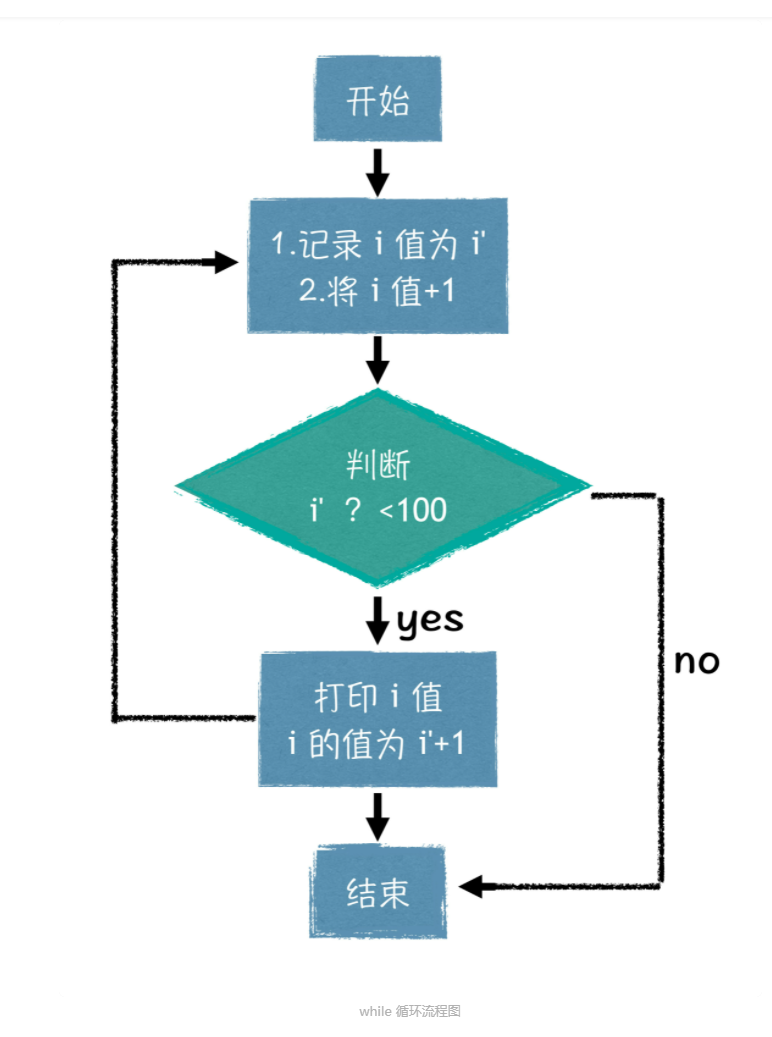 开始
1.记录 i 值为 i'
2.将 i 值+1
判断
i' ? <100
yes
no
打印 i 值
i 的值为 i'+1
结束
while 循环流程图